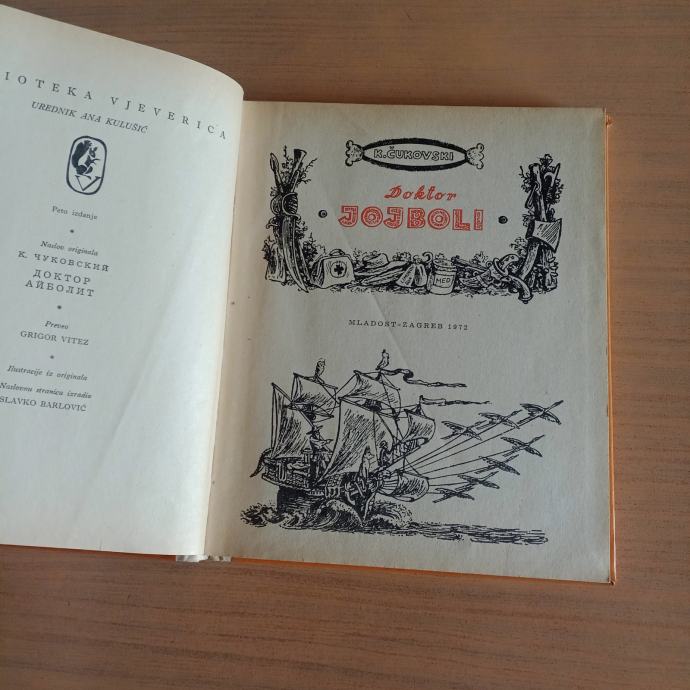 IOTEKA VJEVERICA
UREDNIK ANA KULUŠIĆ
Peto izdanje
Naslov originala
К. ЧУКОВСКИЙ
ДОКТОР
АЙБОЛИТ
Preveo
GRIGOR VITEZ
Ilustracije iz originala
Naslovnu stranicu izradio
SLAVKO BARLOVIĆ
K. ČUKOVSKI
Doktor
JOJBOLI
MED
MLADOST-ZAGREB 1972